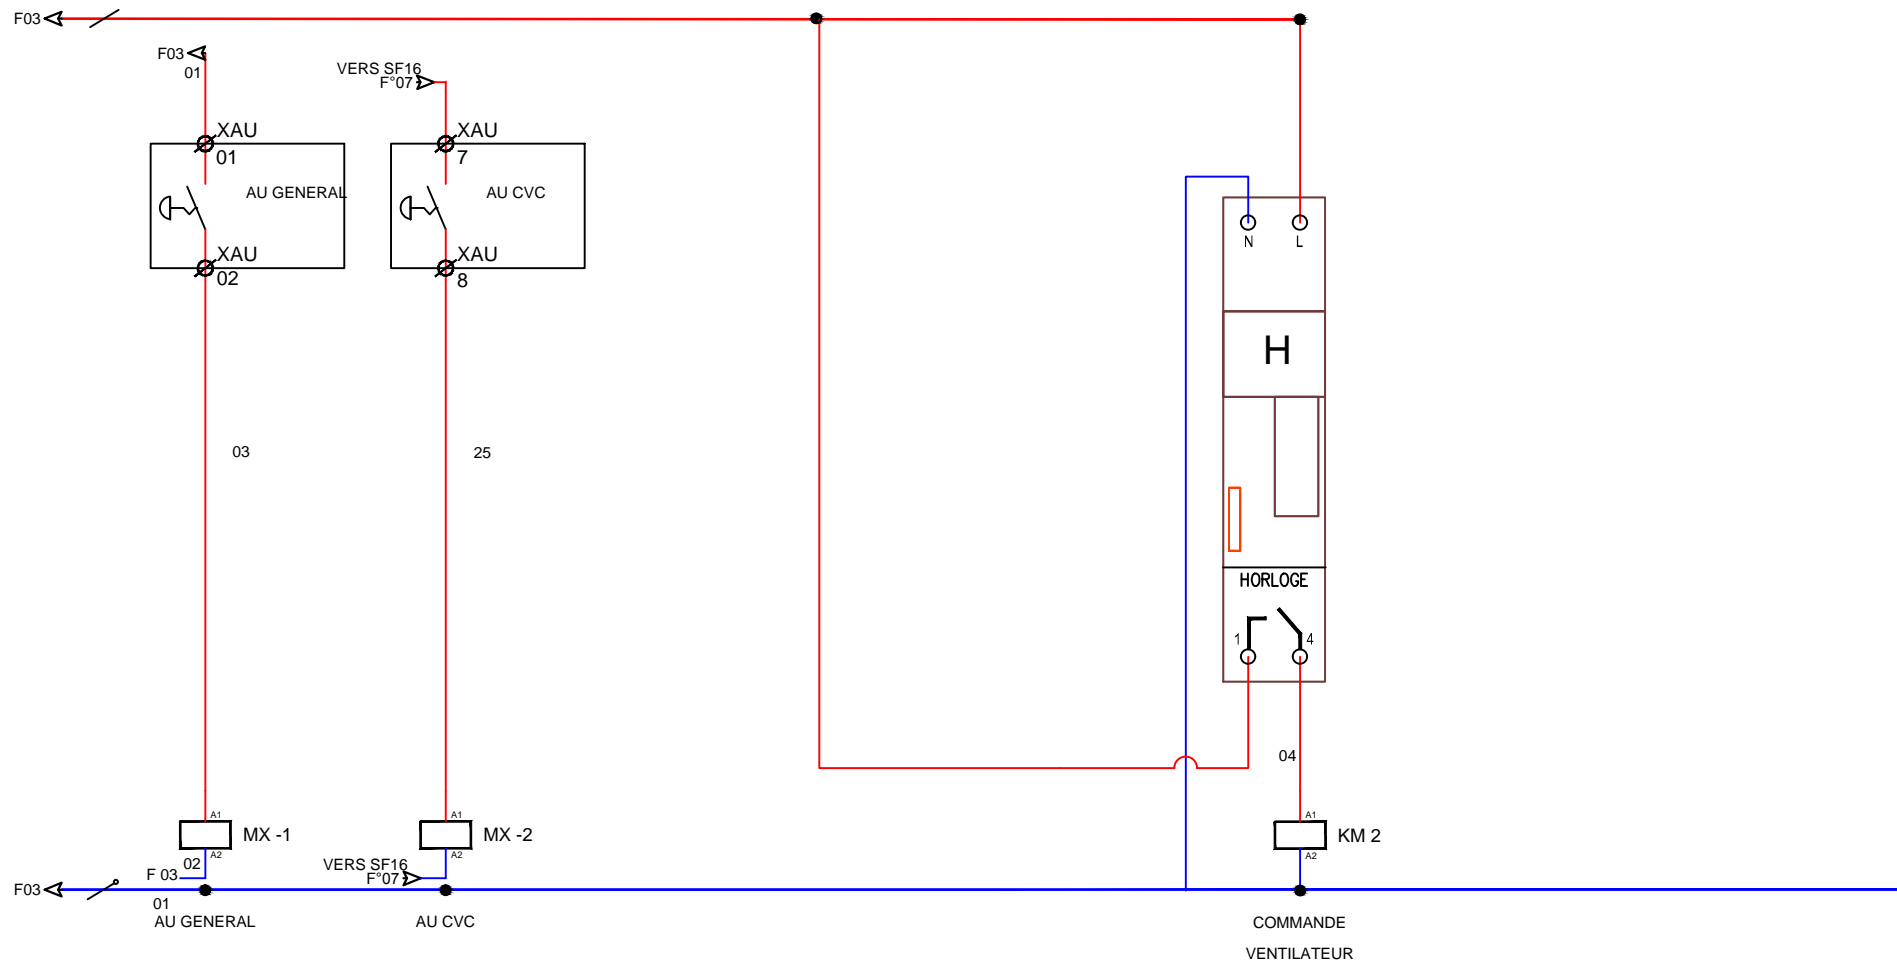 F03
F03
01
VERS SF16
F°07
XAU
01
AU GENERAL
XAU
02
XAU
7
AU CVC
XAU
8
N
L
H
HORLOGE
1
4
03
25
04
A1
MX -1
A2
02
F 03
A1
MX -2
A2
VERS SF16
F°07
A1
KM 2
A2
F03
01
AU GENERAL
AU CVC
COMMANDE
VENTILATEUR